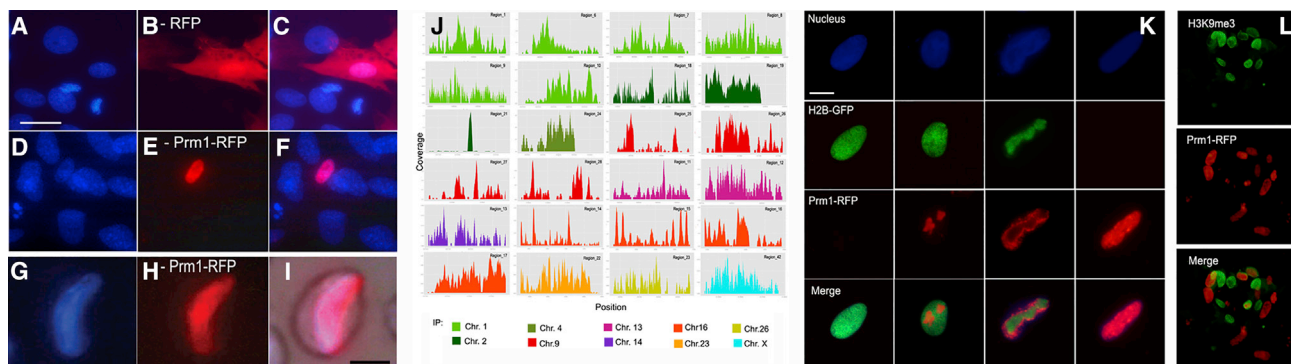 A
B - RFP
C
D
E - Prm1-RFP
F
G
H - Prm1-RFP
I
J
Region_1
Region_6
Region_7
Region_8
Region_9
Region_10
Region_18
Region_19
Region_21
Region_24
Region_25
Region_26
Region_27
Region_28
Region_11
Region_12
Region_13
Region_14
Region_15
Region_16
Region_17
Region_22
Region_23
Region_42
Coverage
Position
IP:
Chr. 1
Chr. 4
Chr. 13
Chr16
Chr.26
Chr. 2
Chr.9
Chr. 14
Chr.23
Chr. X
K
Nucleus
H2B-GFP
Prm1-RFP
Merge
L
H3K9me3
Prm1-RFP
Merge